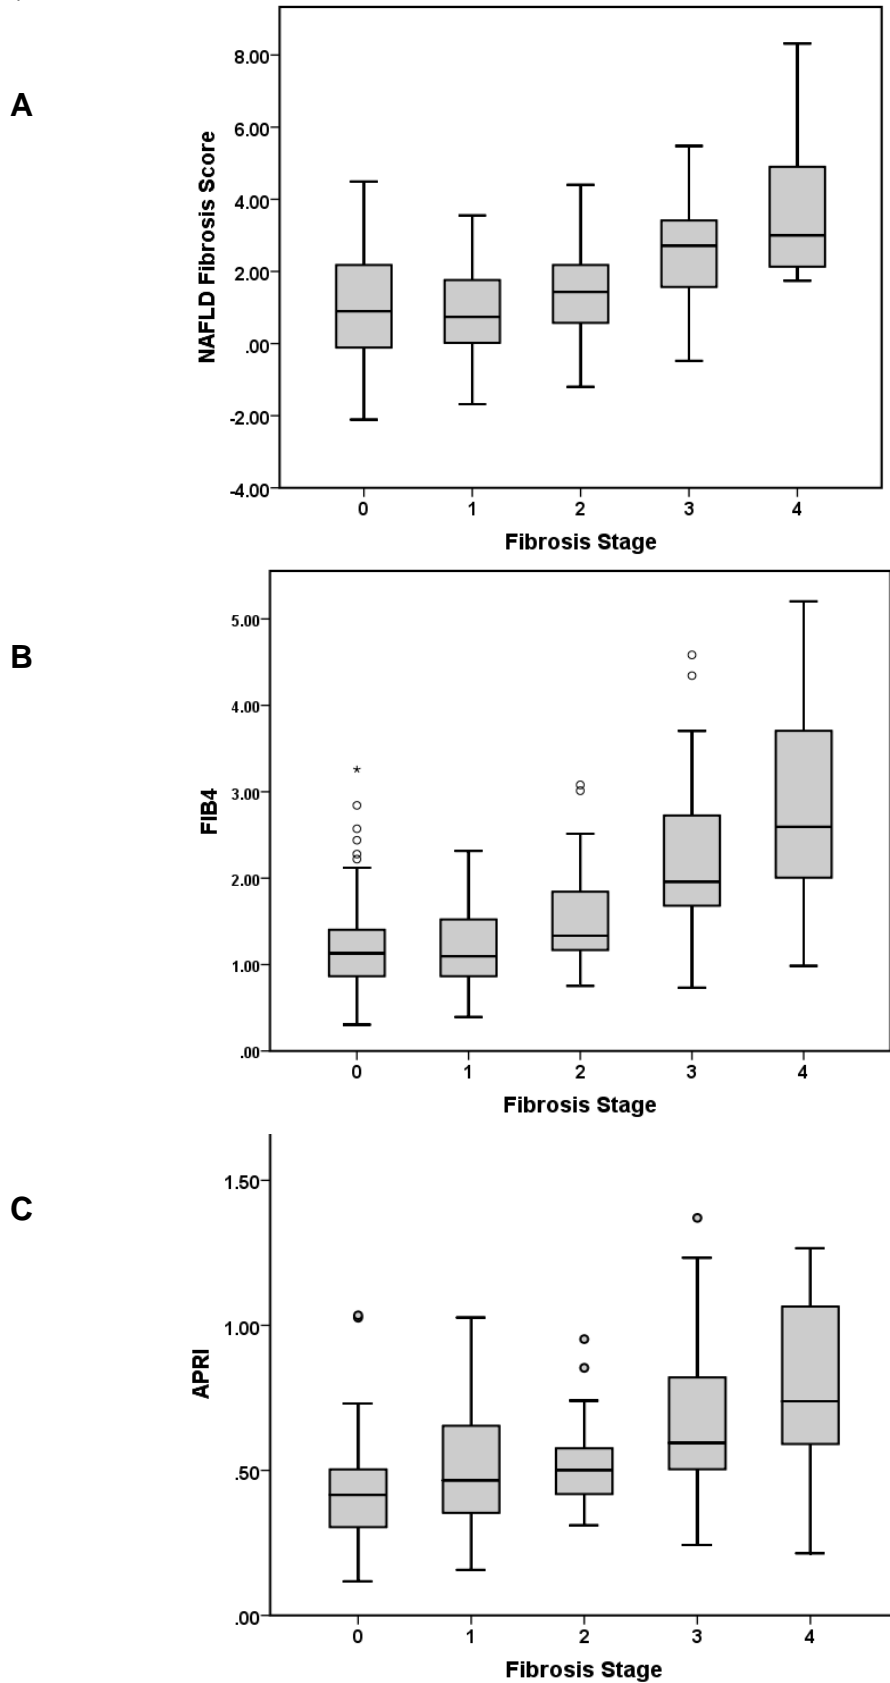 A
NAFLD Fibrosis Score
8.00
6.00
4.00
2.00
.00
-2.00
-4.00
0 1 2 3 4
Fibrosis Stage
B
FIB4
5.00
4.00
3.00
2.00
1.00
.00
*
0 1 2 3 4
Fibrosis Stage
C
APRI
1.50
1.00
.50
.00
0 1 2 3 4
Fibrosis Stage